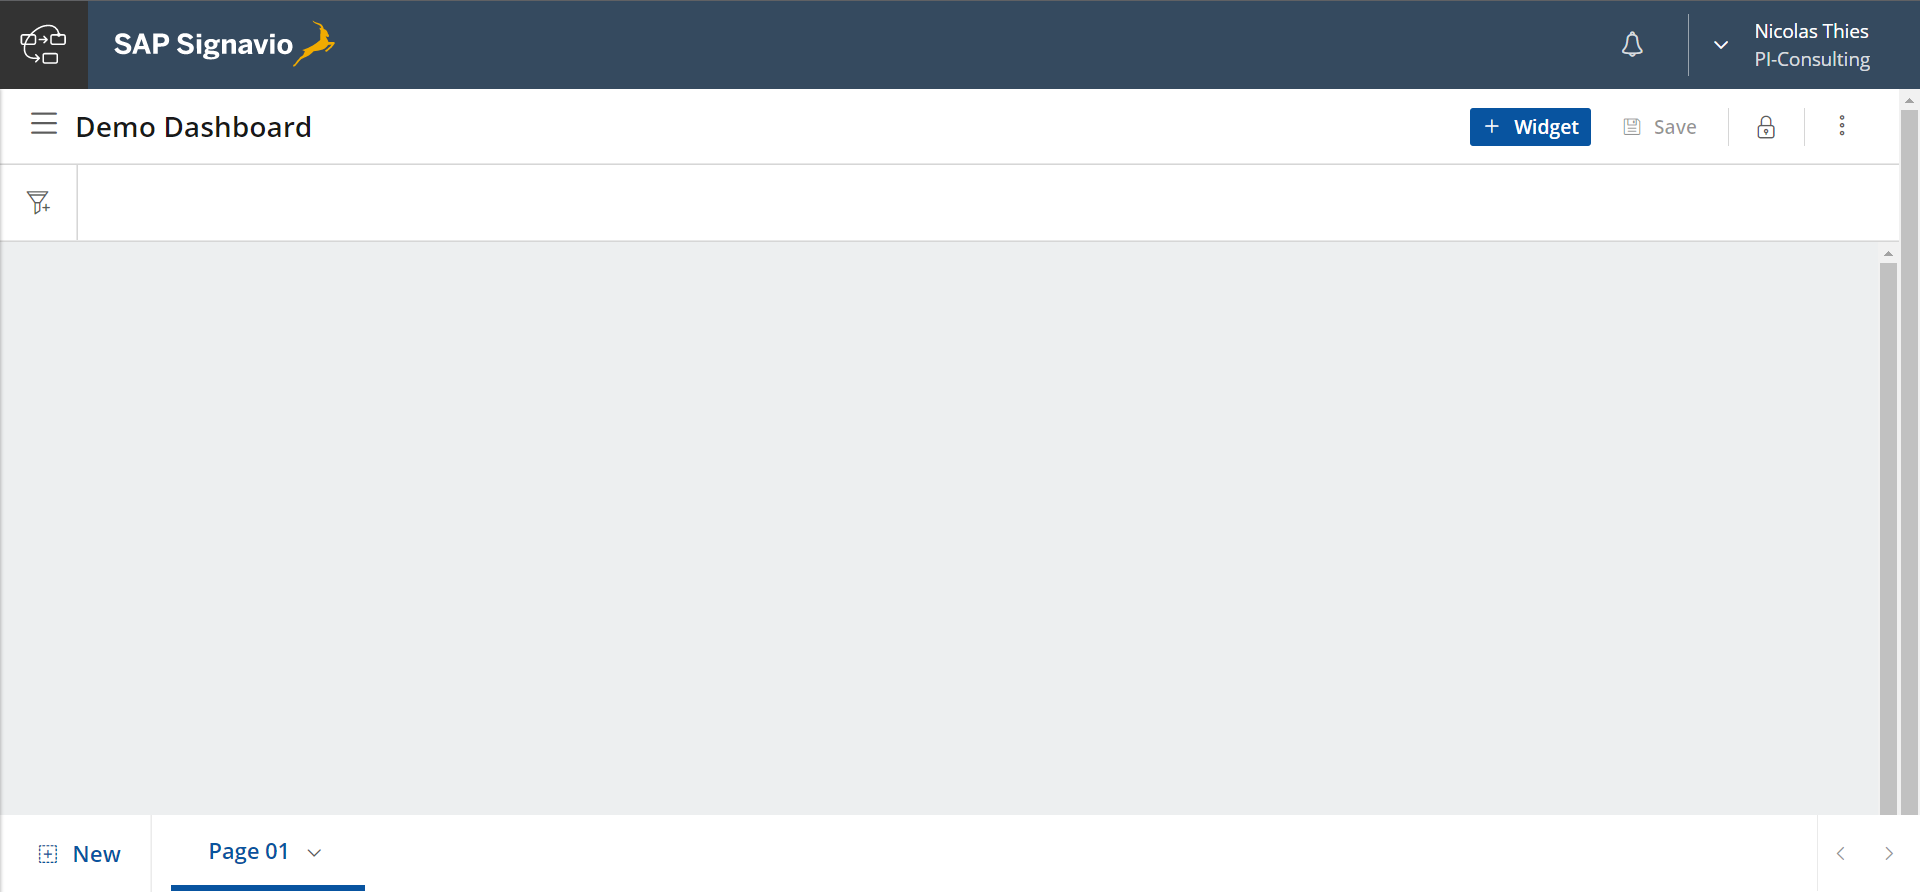 SAP Signavio
Nicolas Thies
PI-Consulting
Demo Dashboard
+ Widget
Save
New
Page 01